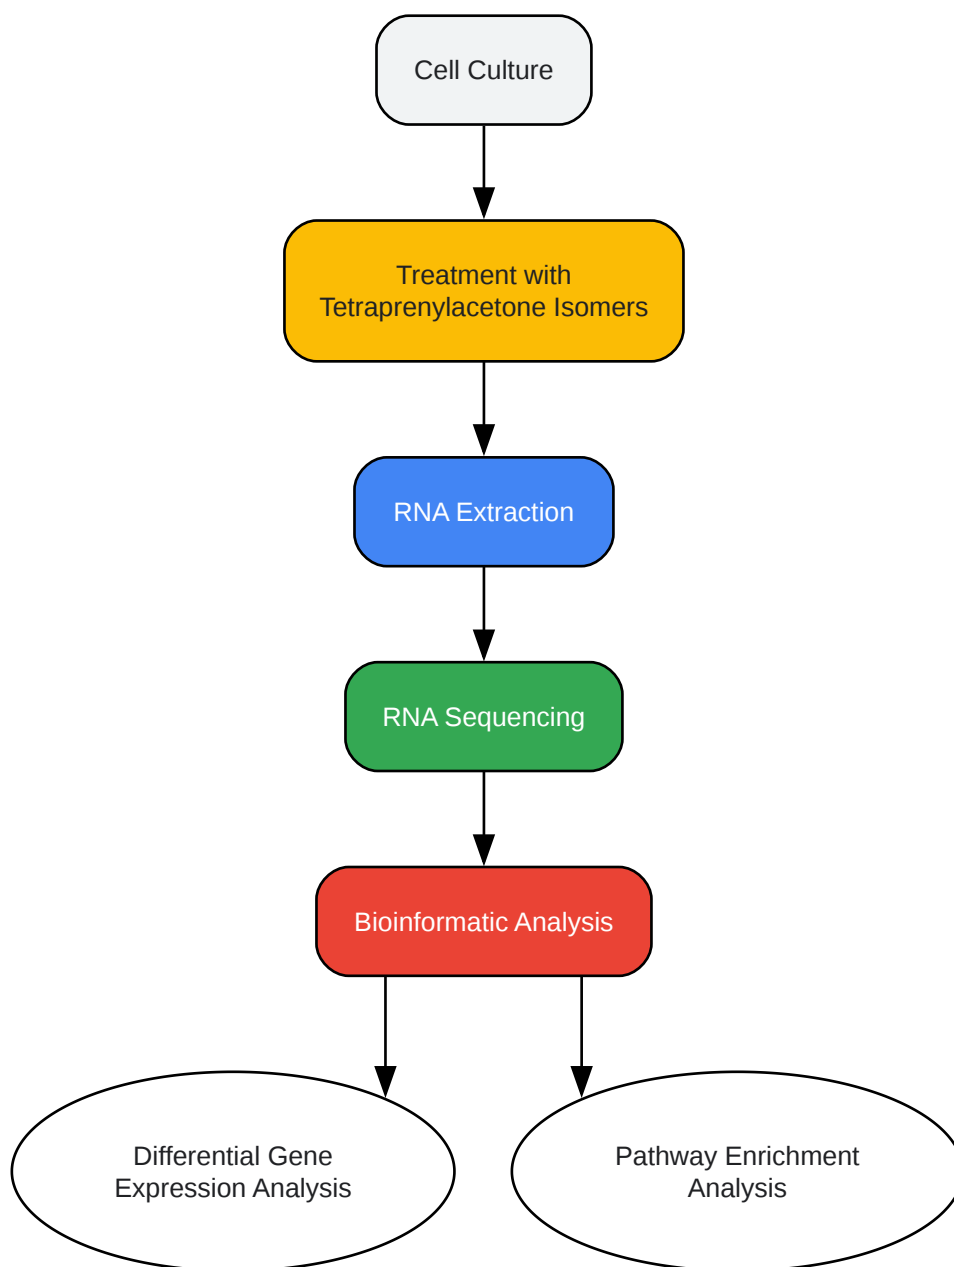 Cell Culture
Treatment with
Tetraprenylacetone Isomers
RNA Extraction
RNA Sequencing
Bioinformatic Analysis
Differential Gene
Expression Analysis
Pathway Enrichment
Analysis